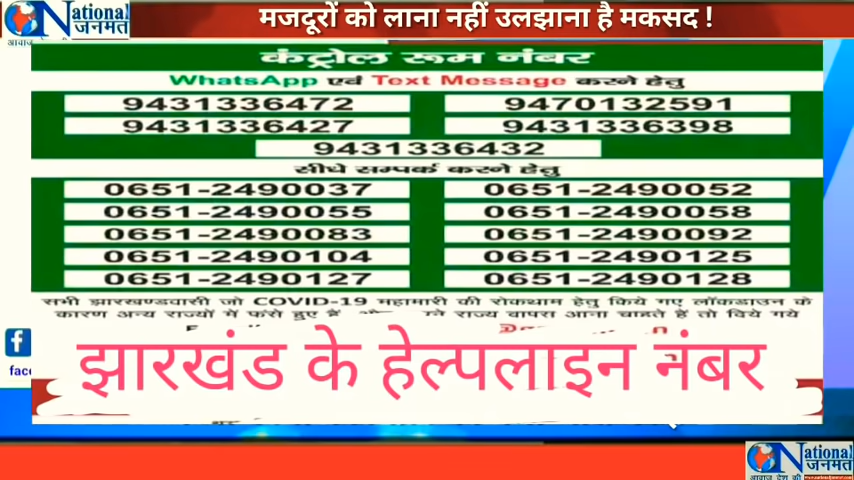 National
जनमत
मजदूरों को लाना नहीं उलझाना है मकसद !
कंट्रोल रूम नंबर
WhatsApp एवं Text Message करने हेतु
9431336472 9470132591
9431336427 9431336398
9431336432
सीधे सम्पर्क करने हेतु
0651-2490037 0651-2490052
0651-2490055 0651-2490058
0651-2490083 0651-2490092
0651-2490104 0651-2490125
0651-2490127 0651-2490128
सभी झारखण्डवासी जो COVID-19 महामारी की रोकथाम हेतु किये गए लॉकडाउन के
कारण अन्य राज्यों में फंसे हुए हैं राज्य वापस आना चाहते हैं तो दिये गये
झारखंड के हेल्पलाइन नंबर
National
जनमत